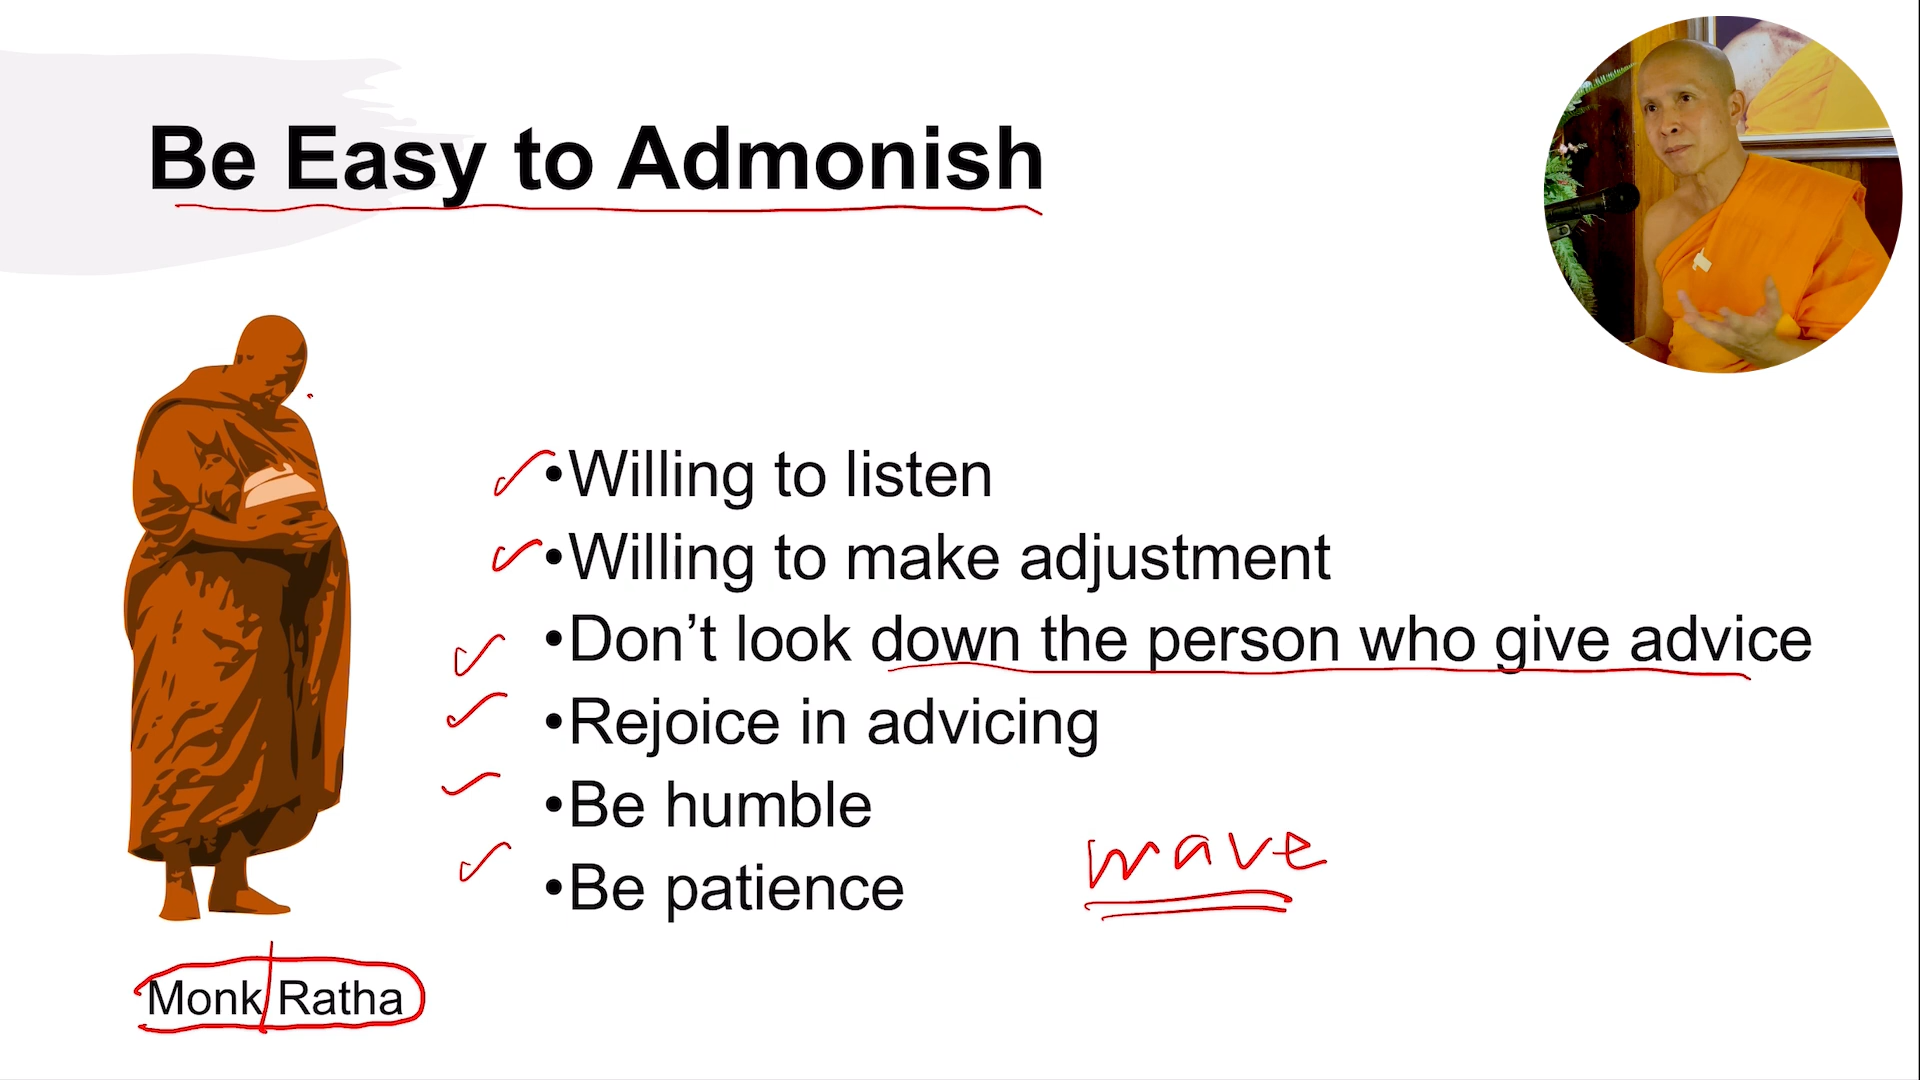 Be Easy to Admonish
•Willing to listen
•Willing to make adjustment
•Don’t look down the person who give advice
•Rejoice in advicing
•Be humble
•Be patience
wave
Monk Ratha